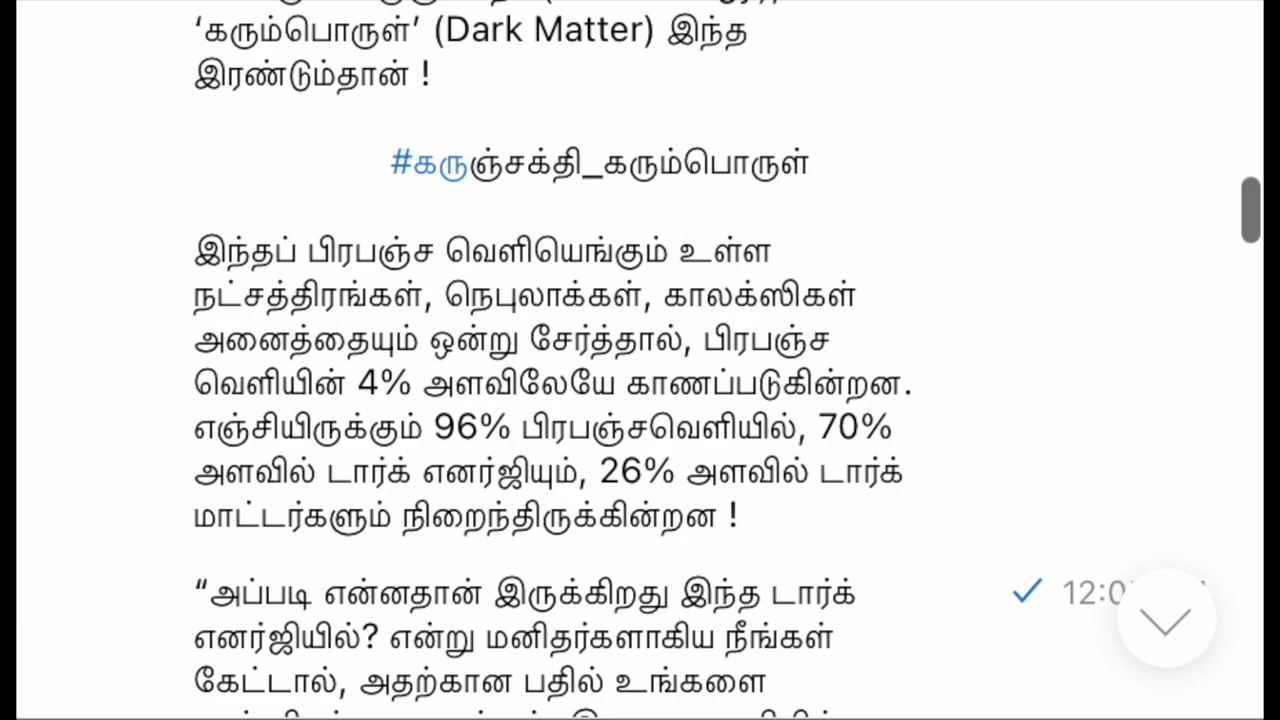 ‘கரும்பொருள்’ (Dark Matter) இந்த
இரண்டும்தான் !
#கருஞ்சக்தி_கரும்பொருள்
இந்தப் பிரபஞ்ச வெளியெங்கும் உள்ள
நட்சத்திரங்கள், நெபுலாக்கள், காலக்ஸிகள்
அனைத்தையும் ஒன்று சேர்த்தால், பிரபஞ்ச
வெளியின் 4% அளவிலேயே காணப்படுகின்றன.
எஞ்சியிருக்கும் 96% பிரபஞ்சவெளியில், 70%
அளவில் டார்க் எனர்ஜியும், 26% அளவில் டார்க்
மாட்டர்களும் நிறைந்திருக்கின்றன !
“அப்படி என்னதான் இருக்கிறது இந்த டார்க்
எனர்ஜியில்? என்று மனிதர்களாகிய நீங்கள்
கேட்டால், அதற்கான பதில் உங்களை